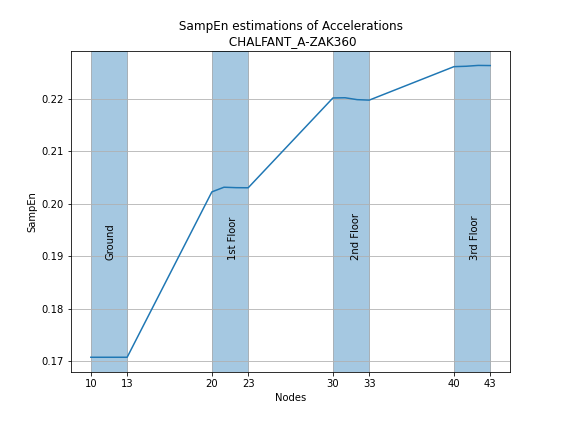 SampEn estimations of Accelerations
CHALFANT_A-ZAK360
SampEn
0.22
0.21
0.20
0.19
0.18
0.17
Ground
1st Floor
2nd Floor
3rd Floor
10 13 20 23 30 33 40 43
Nodes